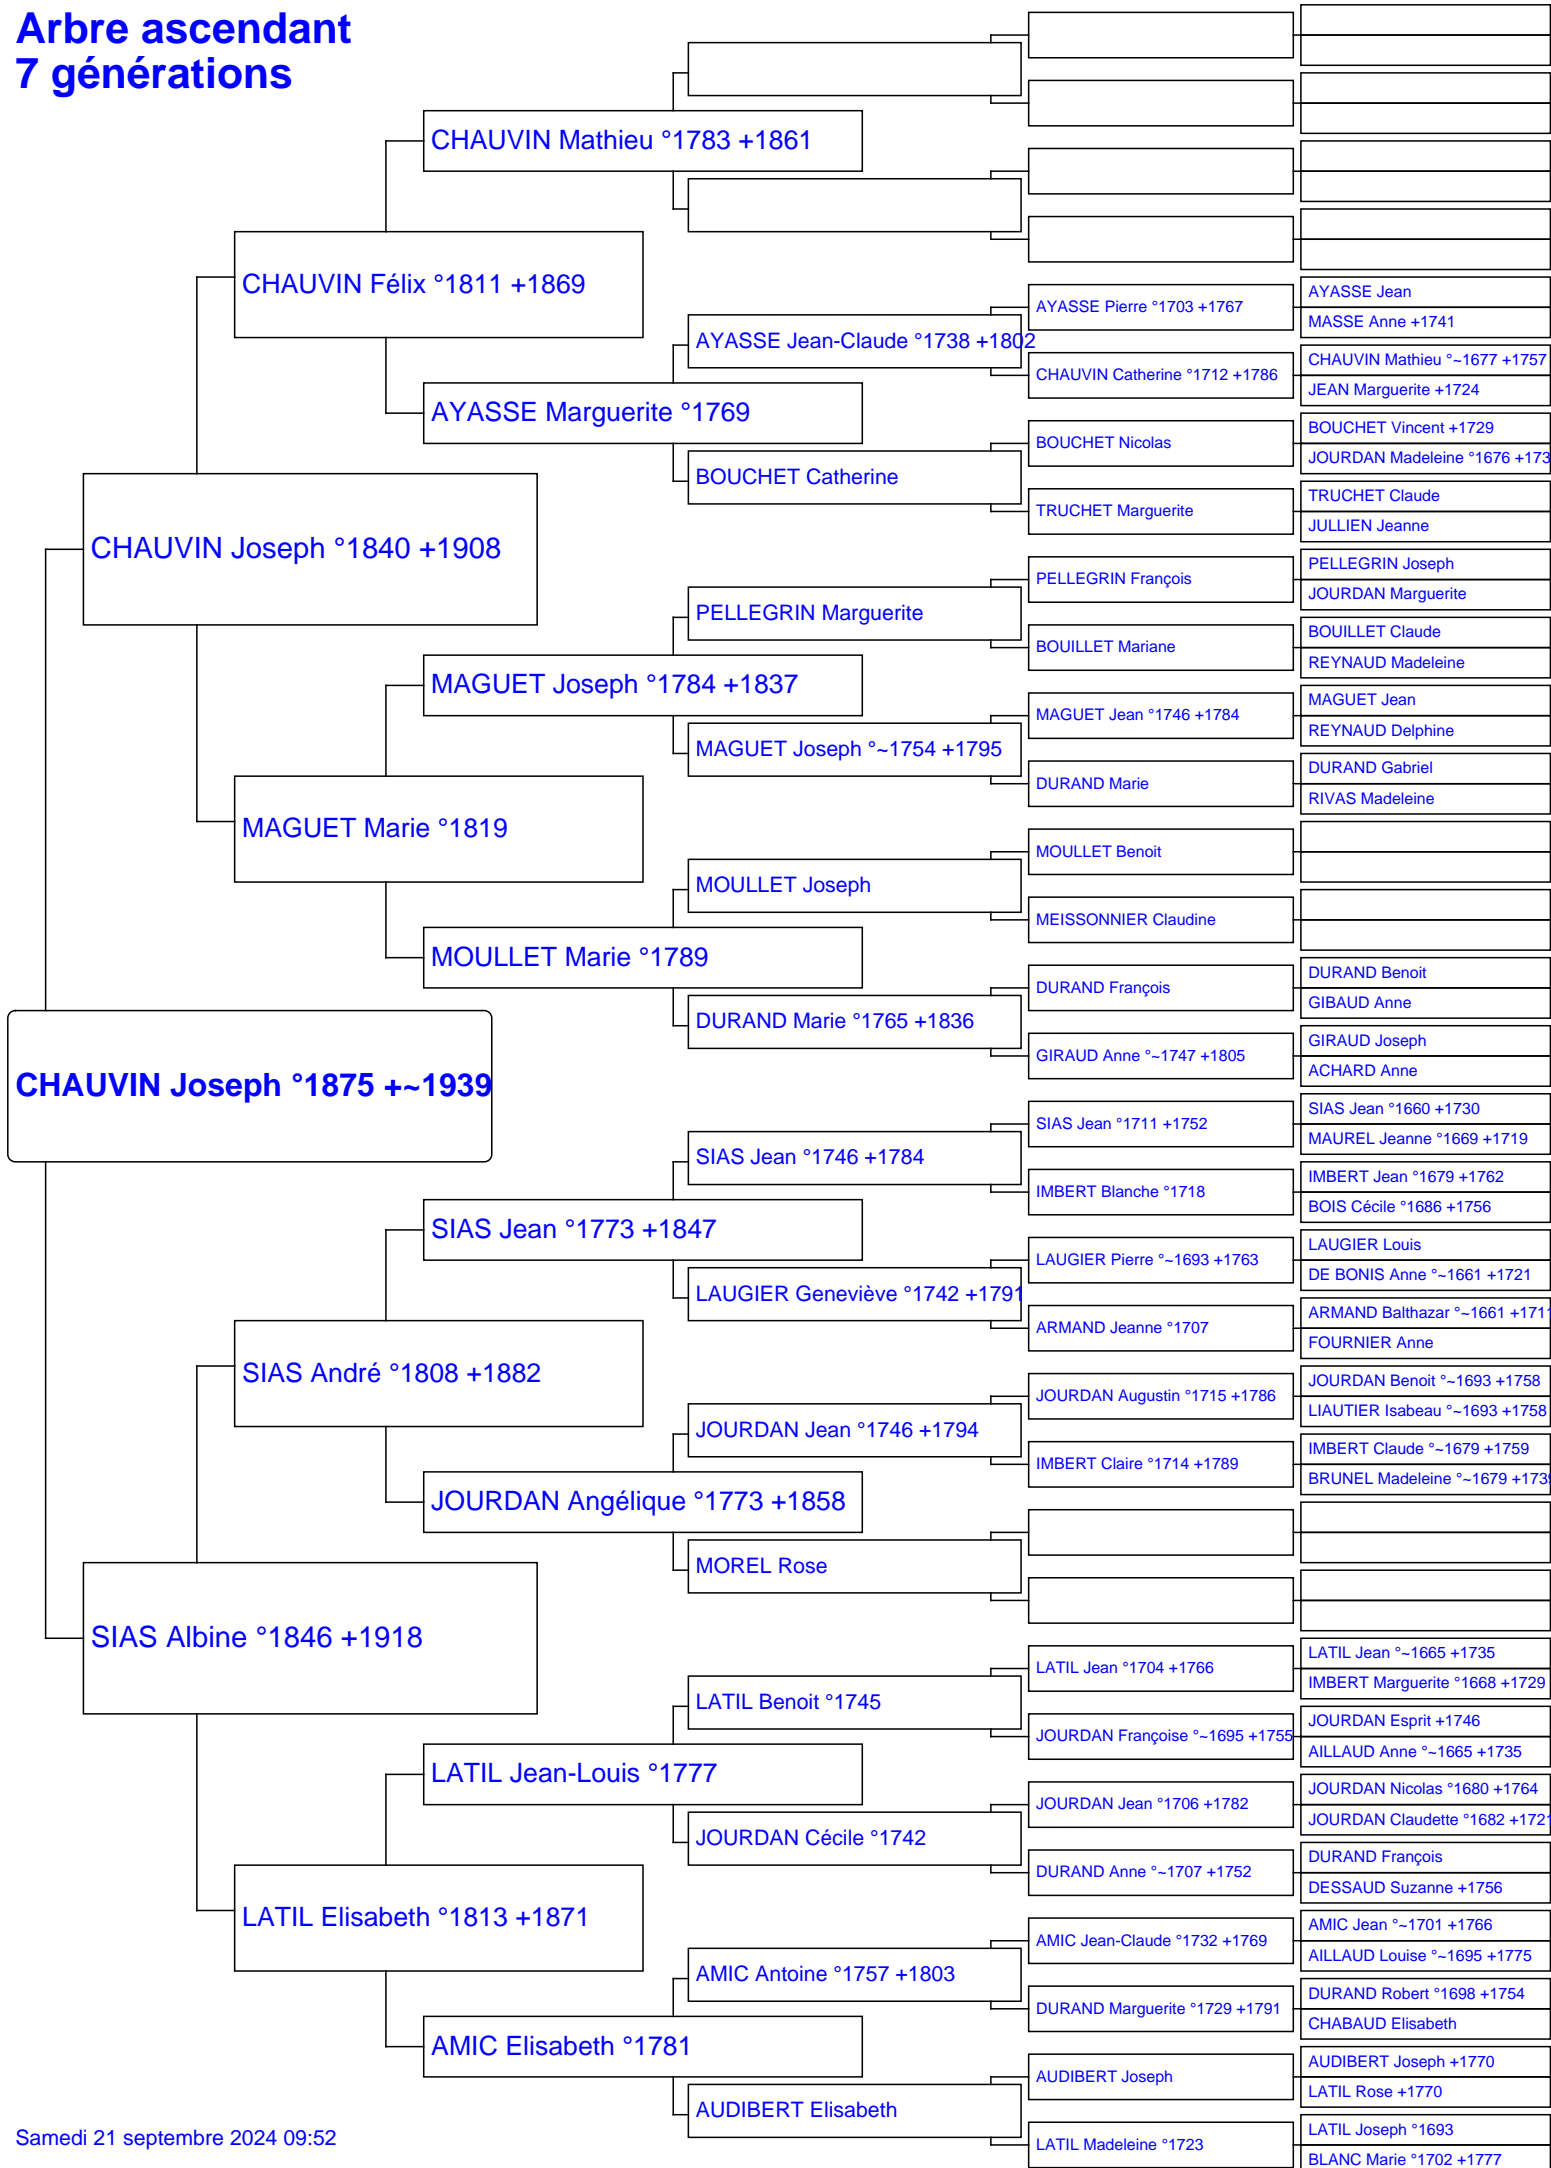 Arbre ascendant
7 générations
CHAUVIN Mathieu °1783 +1861
CHAUVIN Félix °1811 +1869
AYASSE Jean
AYASSE Pierre °1703 +1767
MASSE Anne +1741
AYASSE Jean-Claude °1738 +1802
CHAUVIN Mathieu °~1677 +1757
CHAUVIN Catherine °1712 +1786
JEAN Marguerite +1724
AYASSE Marguerite °1769
BOUCHET Vincent +1729
BOUCHET Nicolas
JOURDAN Madeleine °1676 +173
BOUCHET Catherine
TRUCHET Claude
TRUCHET Marguerite
JULLIEN Jeanne
CHAUVIN Joseph °1840 +1908
PELLEGRIN Joseph
PELLEGRIN François
JOURDAN Marguerite
PELLEGRIN Marguerite
BOUILLET Claude
BOUILLET Mariane
REYNAUD Madeleine
MAGUET Joseph °1784 +1837
MAGUET Jean
MAGUET Jean °1746 +1784
REYNAUD Delphine
MAGUET Joseph °~1754 +1795
DURAND Gabriel
DURAND Marie
RIVAS Madeleine
MAGUET Marie °1819
MOULLET Benoit
MOULLET Joseph
MEISSONNIER Claudine
MOULLET Marie °1789
DURAND Benoit
DURAND François
GIBAUD Anne
DURAND Marie °1765 +1836
GIRAUD Joseph
GIRAUD Anne °~1747 +1805
ACHARD Anne
CHAUVIN Joseph °1875 +~1939
SIAS Jean °1660 +1730
SIAS Jean °1711 +1752
MAUREL Jeanne °1669 +1719
SIAS Jean °1746 +1784
IMBERT Jean °1679 +1762
IMBERT Blanche °1718
BOIS Cécile °1686 +1756
SIAS Jean °1773 +1847
LAUGIER Louis
LAUGIER Pierre °~1693 +1763
DE BONIS Anne °~1661 +1721
LAUGIER Geneviève °1742 +1791
ARMAND Balthazar °~1661 +1711
ARMAND Jeanne °1707
FOURNIER Anne
SIAS André °1808 +1882
JOURDAN Benoit °~1693 +1758
JOURDAN Augustin °1715 +1786
LIAUTIER Isabeau °~1693 +1758
JOURDAN Jean °1746 +1794
IMBERT Claude °~1679 +1759
IMBERT Claire °1714 +1789
BRUNEL Madeleine °~1679 +1739
JOURDAN Angélique °1773 +1858
MOREL Rose
SIAS Albine °1846 +1918
LATIL Jean °~1665 +1735
LATIL Jean °1704 +1766
IMBERT Marguerite °1668 +1729
LATIL Benoit °1745
JOURDAN Esprit +1746
JOURDAN Françoise °~1695 +1755
AILLAUD Anne °~1665 +1735
LATIL Jean-Louis °1777
JOURDAN Nicolas °1680 +1764
JOURDAN Jean °1706 +1782
JOURDAN Claudette °1682 +1721
JOURDAN Cécile °1742
DURAND François
DURAND Anne °~1707 +1752
DESSAUD Suzanne +1756
LATIL Elisabeth °1813 +1871
AMIC Jean °~1701 +1766
AMIC Jean-Claude °1732 +1769
AILLAUD Louise °~1695 +1775
AMIC Antoine °1757 +1803
DURAND Robert °1698 +1754
DURAND Marguerite °1729 +1791
CHABAUD Elisabeth
AMIC Elisabeth °1781
AUDIBERT Joseph +1770
AUDIBERT Joseph
LATIL Rose +1770
AUDIBERT Elisabeth
LATIL Joseph °1693
LATIL Madeleine °1723
BLANC Marie °1702 +1777
Samedi 21 septembre 2024 09:52